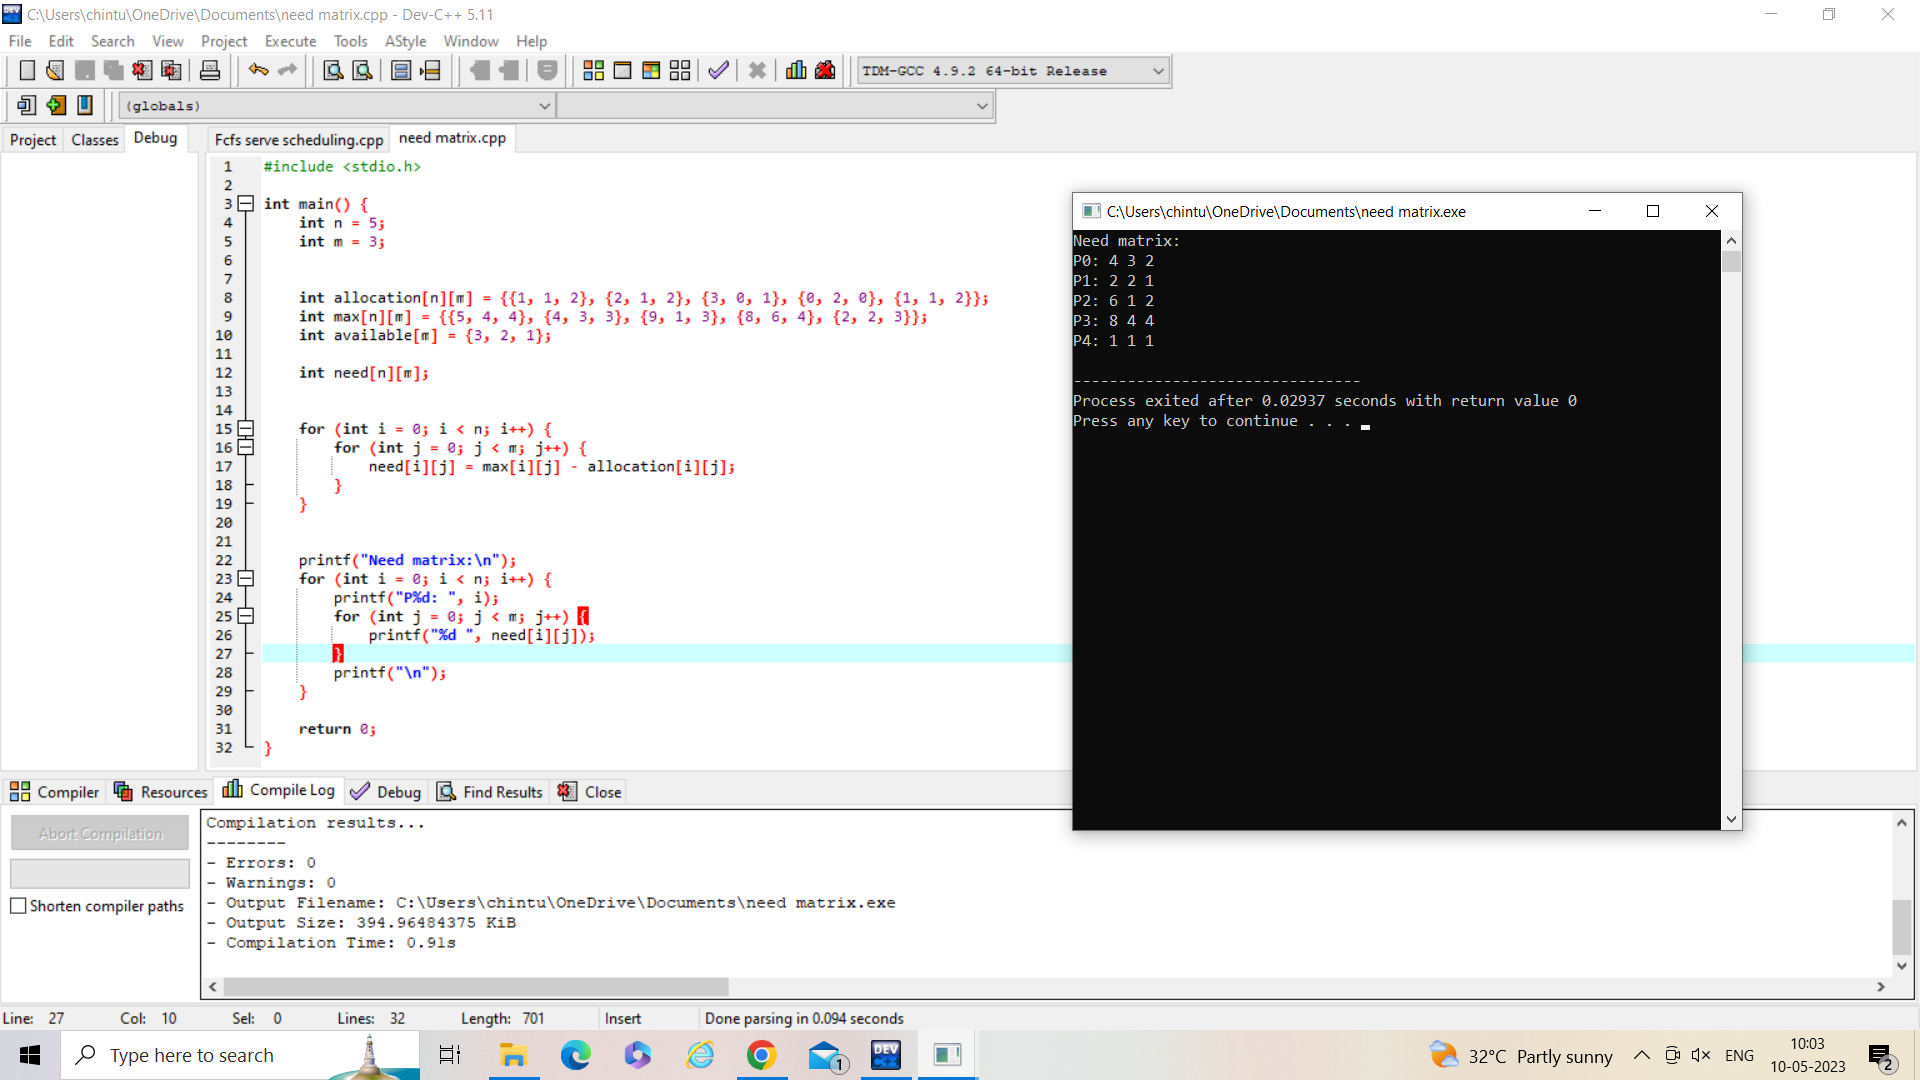 C:\Users\chintu\OneDrive\Documents\need matrix.cpp - Dev-C++ 5.11
File Edit Search View Project Execute Tools AStyle Window Help
TDM-GCC 4.9.2 64-bit Release
(globals)
Project Classes Debug
Fcfs serve scheduling.cpp need matrix.cpp
1 #include <stdio.h>
2
3 int main() {
4 int n = 5;
5 int m = 3;
6
7
8 int allocation[n][m] = {{1, 1, 2}, {2, 1, 2}, {3, 0, 1}, {0, 2, 0}, {1, 1, 2}};
9 int max[n][m] = {{5, 4, 4}, {4, 3, 3}, {9, 1, 3}, {8, 6, 4}, {2, 2, 3}};
10 int available[m] = {3, 2, 1};
11
12 int need[n][m];
13
14
15 for (int i = 0; i < n; i++) {
16 for (int j = 0; j < m; j++) {
17 need[i][j] = max[i][j] - allocation[i][j];
18 }
19 }
20
21
22 printf("Need matrix:\n");
23 for (int i = 0; i < n; i++) {
24 printf("P%d: ", i);
25 for (int j = 0; j < m; j++) {
26 printf("%d ", need[i][j]);
27 }
28 printf("\n");
29 }
30
31 return 0;
32 }
C:\Users\chintu\OneDrive\Documents\need matrix.exe
Need matrix:
P0: 4 3 2
P1: 2 2 1
P2: 6 1 2
P3: 8 4 4
P4: 1 1 1
--------------------------------
Process exited after 0.02937 seconds with return value 0
Press any key to continue . . .
Compiler Resources Compile Log Debug Find Results Close
Abort Compilation
Shorten compiler paths
Compilation results...
--------
- Errors: 0
- Warnings: 0
- Output Filename: C:\Users\chintu\OneDrive\Documents\need matrix.exe
- Output Size: 394.96484375 KiB
- Compilation Time: 0.91s
Line: 27 Col: 10 Sel: 0 Lines: 32 Length: 701 Insert Done parsing in 0.094 seconds
Type here to search
1
DEV C++
32°C Partly sunny
ENG
10:03
10-05-2023
2